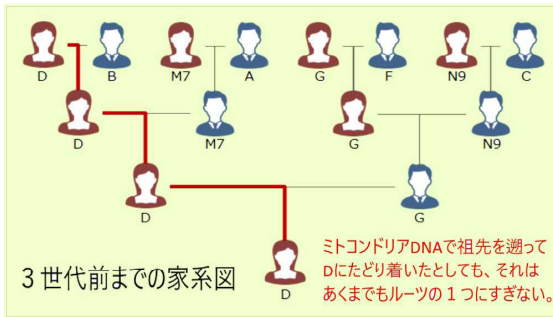 D B M7 A G F N9 C
D M7 G N9
D G
D
3世代前までの家系図
ミトコンドリアDNAで祖先を遡って
Dにたどり着いたとしても、それは
あくまでもルーツの1つにすぎない。